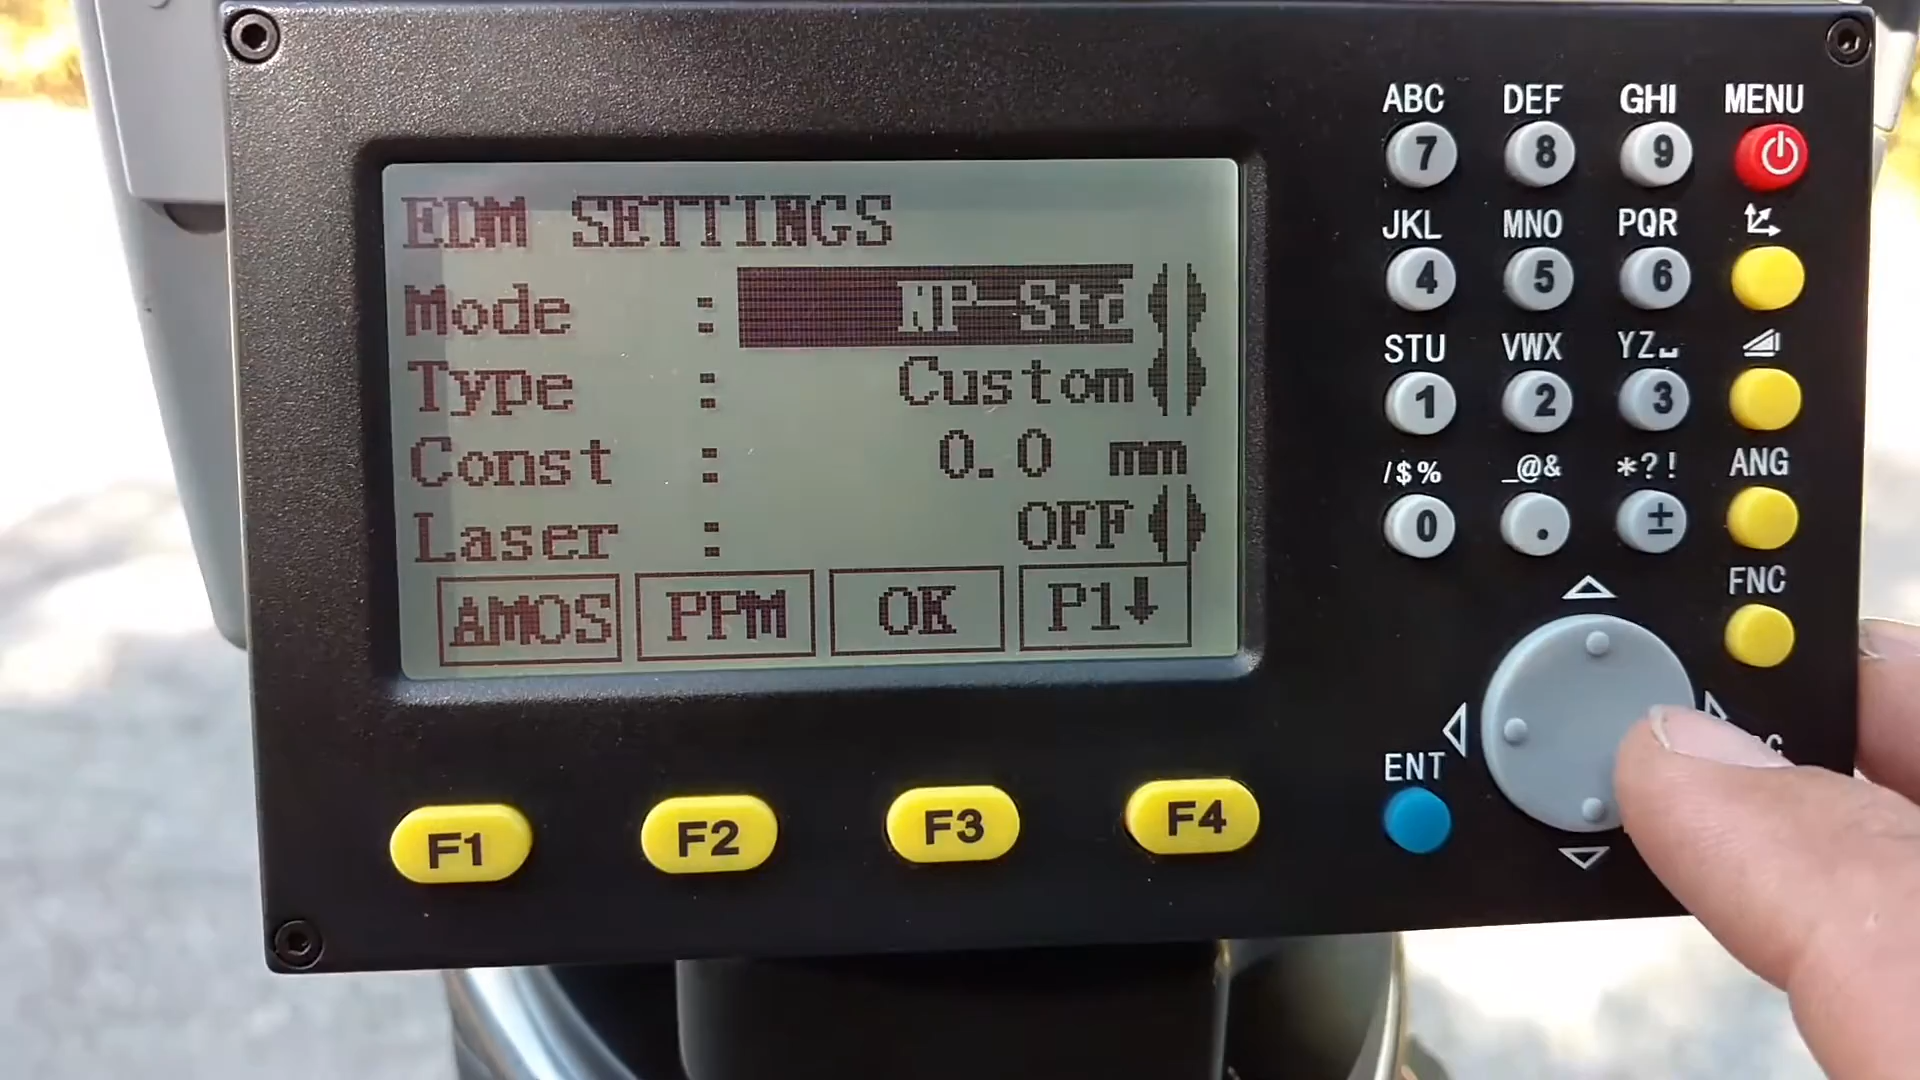 EDM SETTINGS
Mode : NP-Std
Type : Custom
Const : 0.0 mm
Laser : OFF
AMOS PPM OK P1↓
F1 F2 F3 F4
ABC DEF GHI MENU
7 8 9
JKL MNO PQR
4 5 6
STU VWX YZ␣
1 2 3
/$% _@& *?! ANG
0 . ±
FNC
ENT